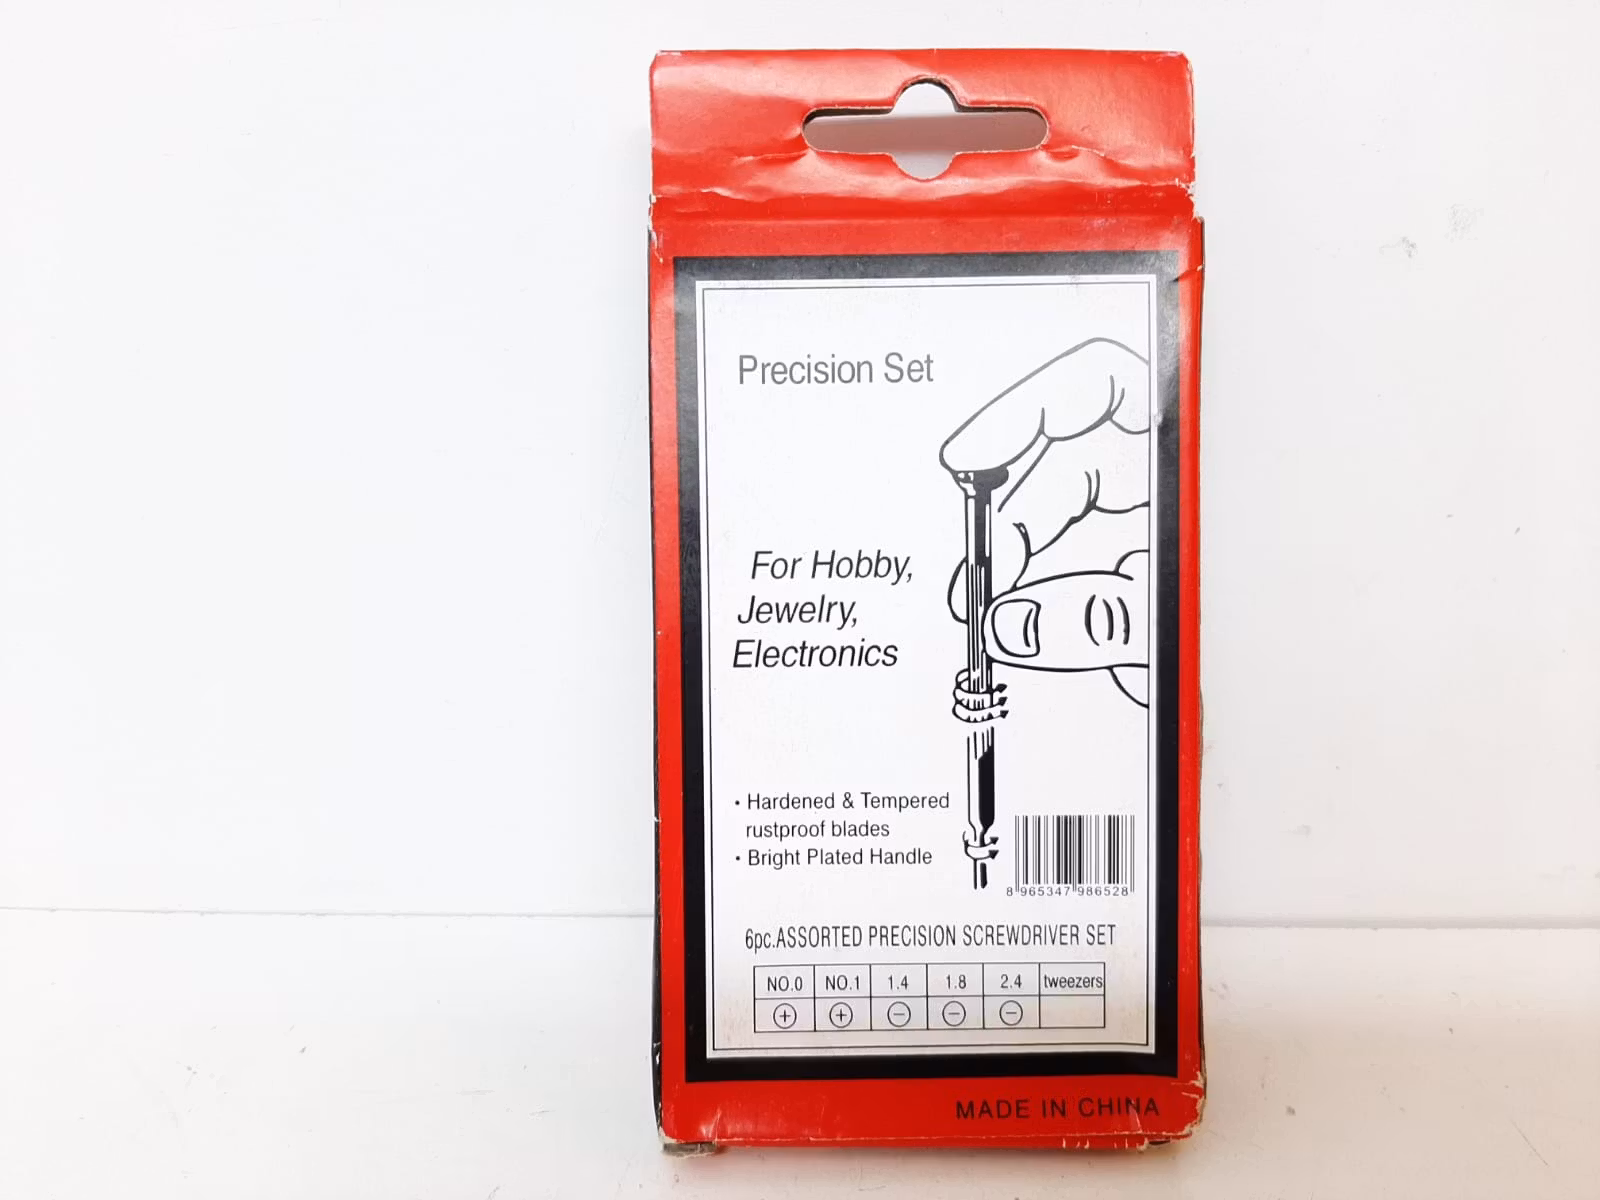 Precision Set
For Hobby,
Jewelry,
Electronics
• Hardened & Tempered
rustproof blades
• Bright Plated Handle
8 965347 986528
6pc.ASSORTED PRECISION SCREWDRIVER SET
NO.0 NO.1 1.4 1.8 2.4 tweezers
+ + − − −
MADE IN CHINA